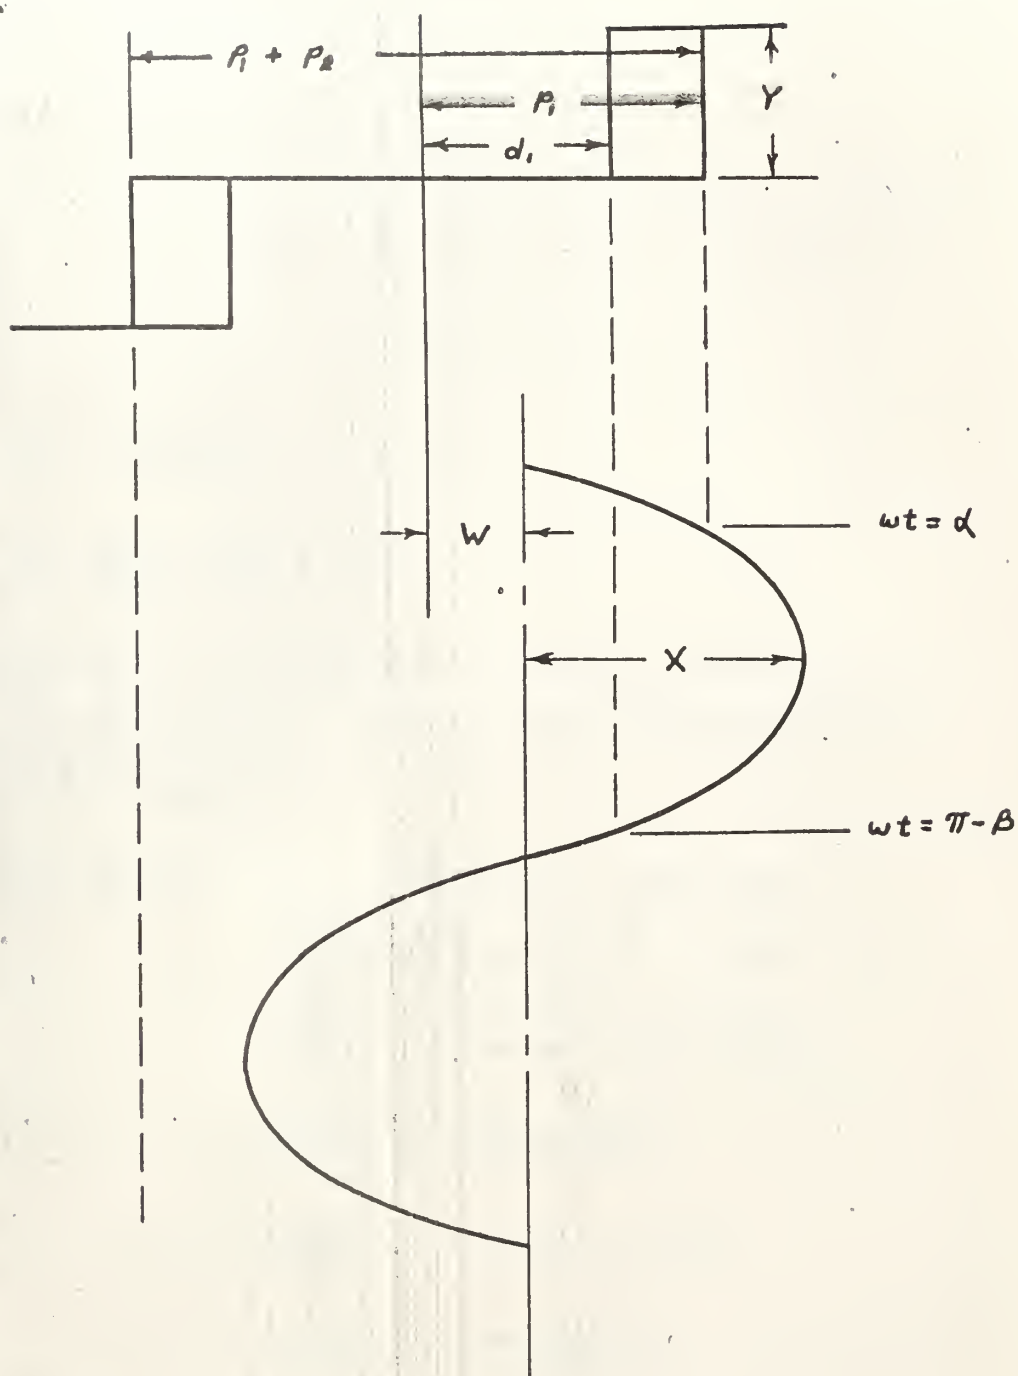 P₁ + P₂
P₁
Y
d₁
W
ωt = α
X
ωt = π - β